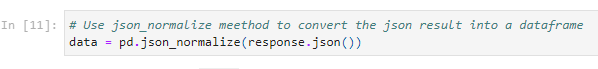 In [11]: # Use json_normalize meethod to convert the json result into a dataframe
data = pd.json_normalize(response.json())